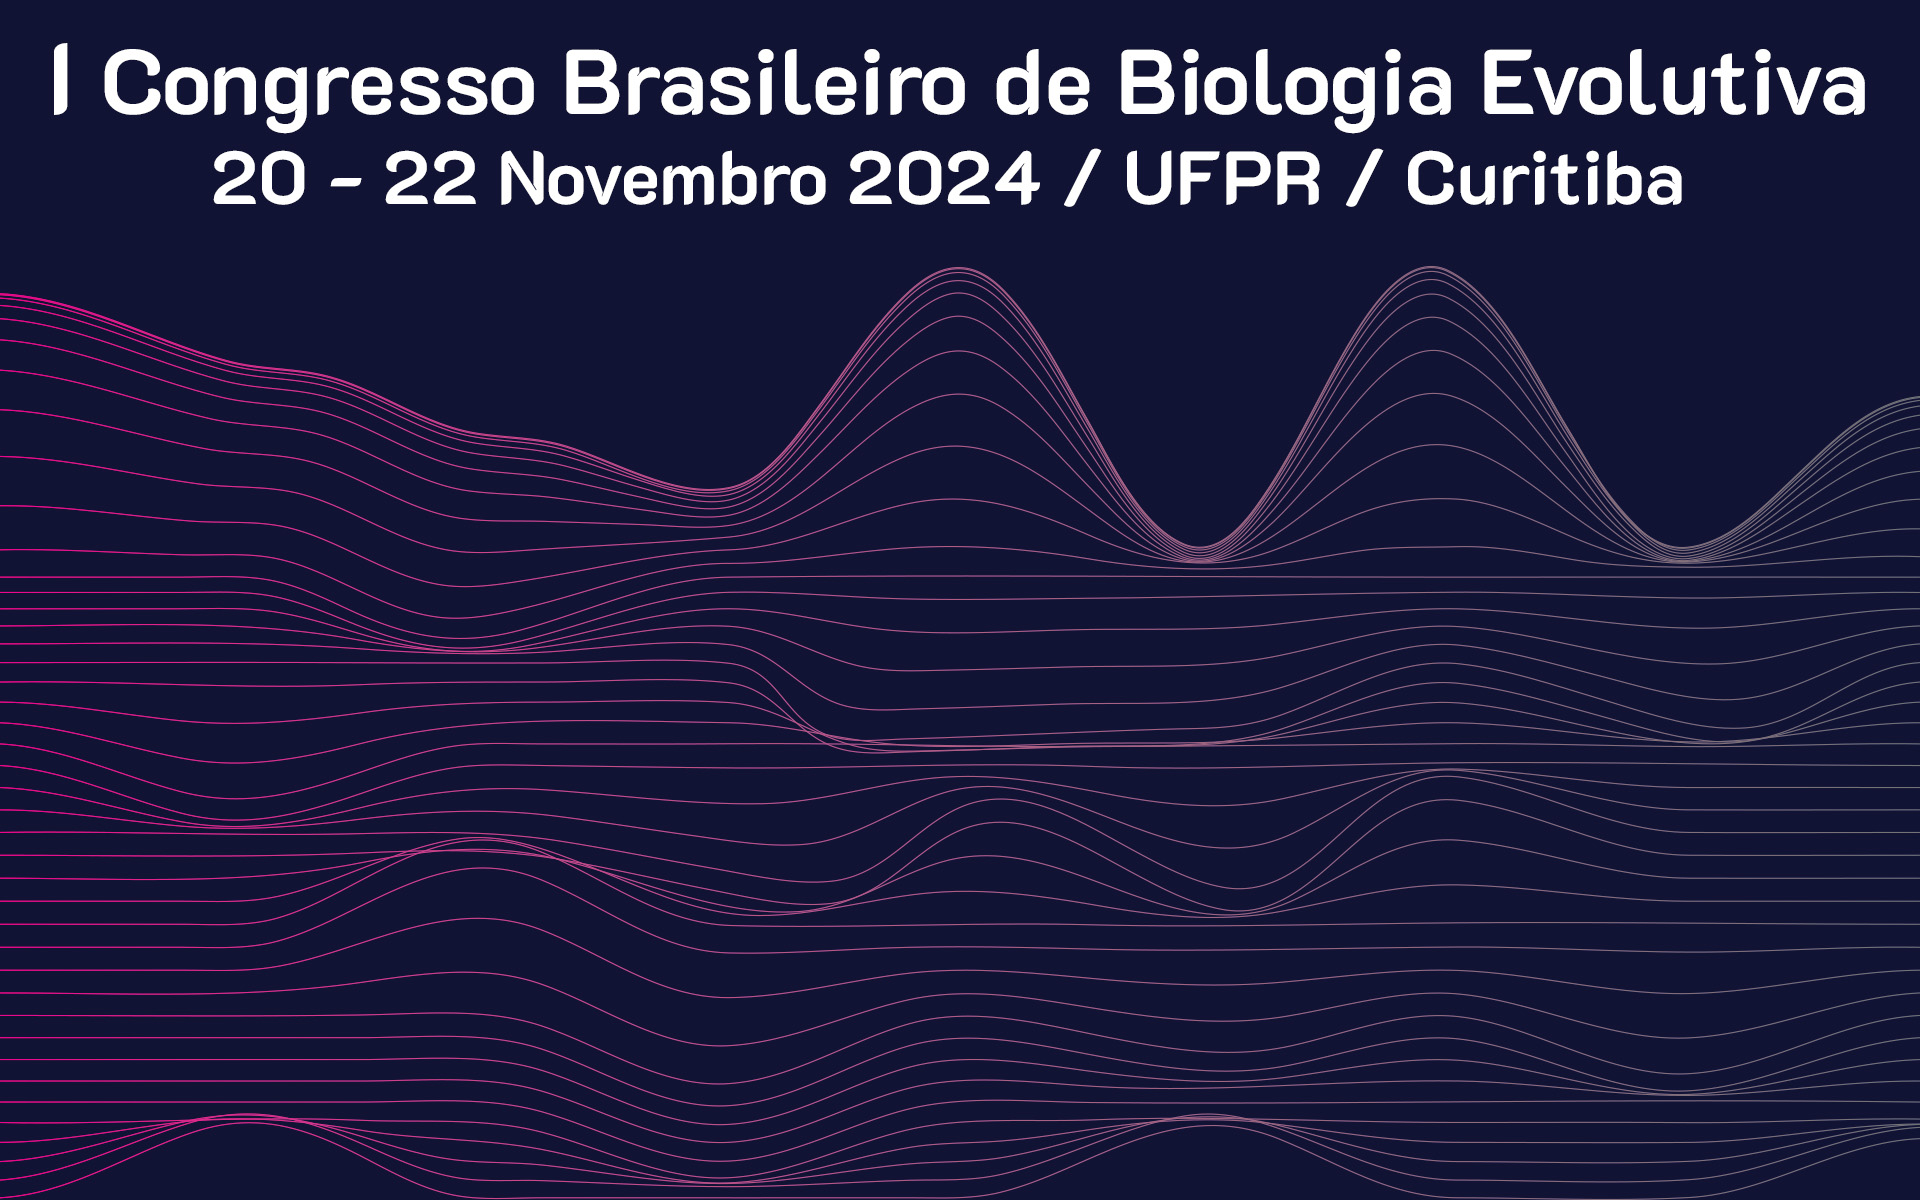 I Congresso Brasileiro de Biologia Evolutiva
20 - 22 Novembro 2024 / UFPR / Curitiba